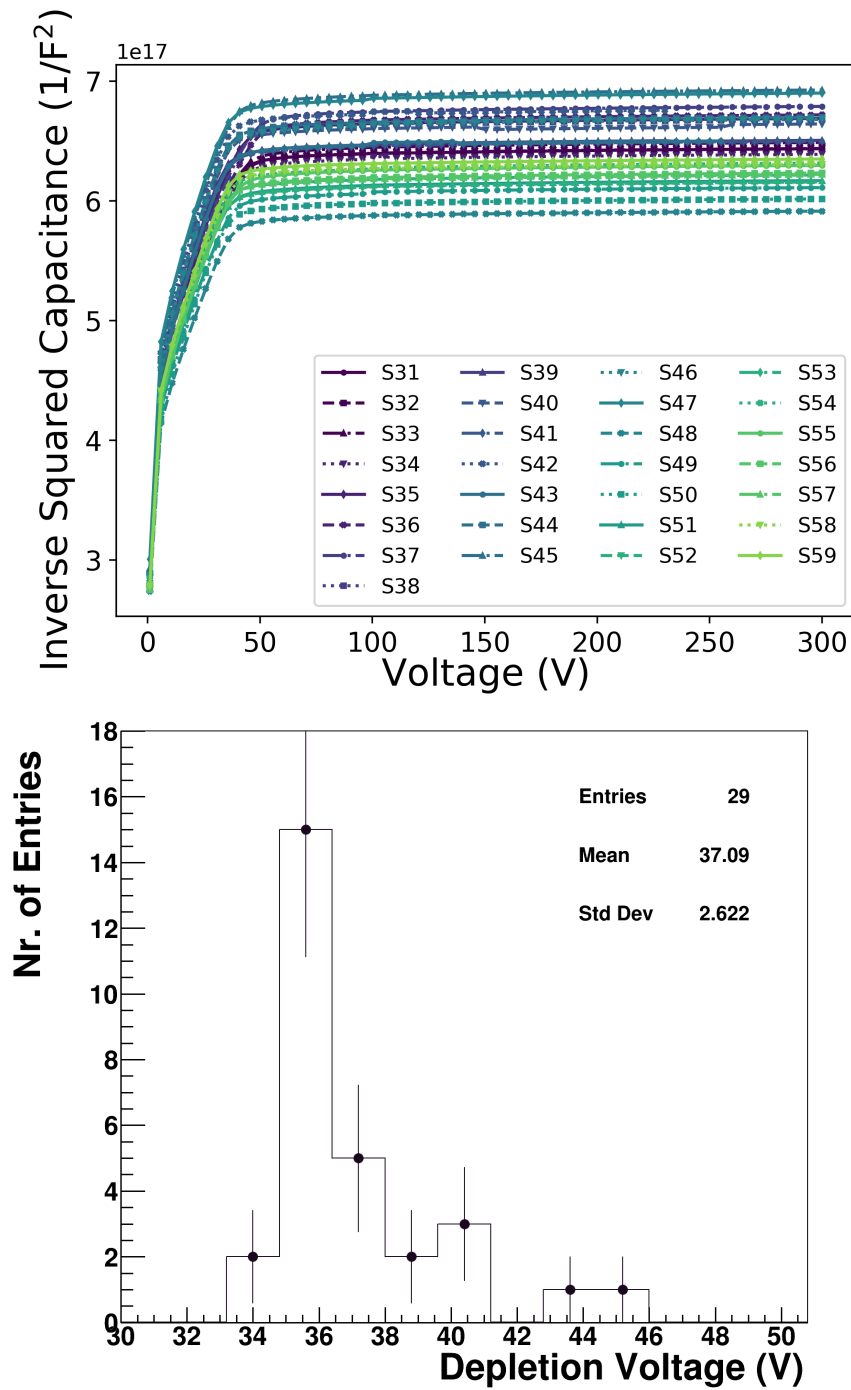 1e17
Inverse Squared Capacitance (1/F²)
7
6
5
4
3
S31 S39 S46 S53
S32 S40 S47 S54
S33 S41 S48 S55
S34 S42 S49 S56
S35 S43 S50 S57
S36 S44 S51 S58
S37 S45 S52 S59
S38
0 50 100 150 200 250 300
Voltage (V)
Nr. of Entries
18
16
14
12
10
8
6
4
2
0
Entries 29
Mean 37.09
Std Dev 2.622
30 32 34 36 38 40 42 44 46 48 50
Depletion Voltage (V)